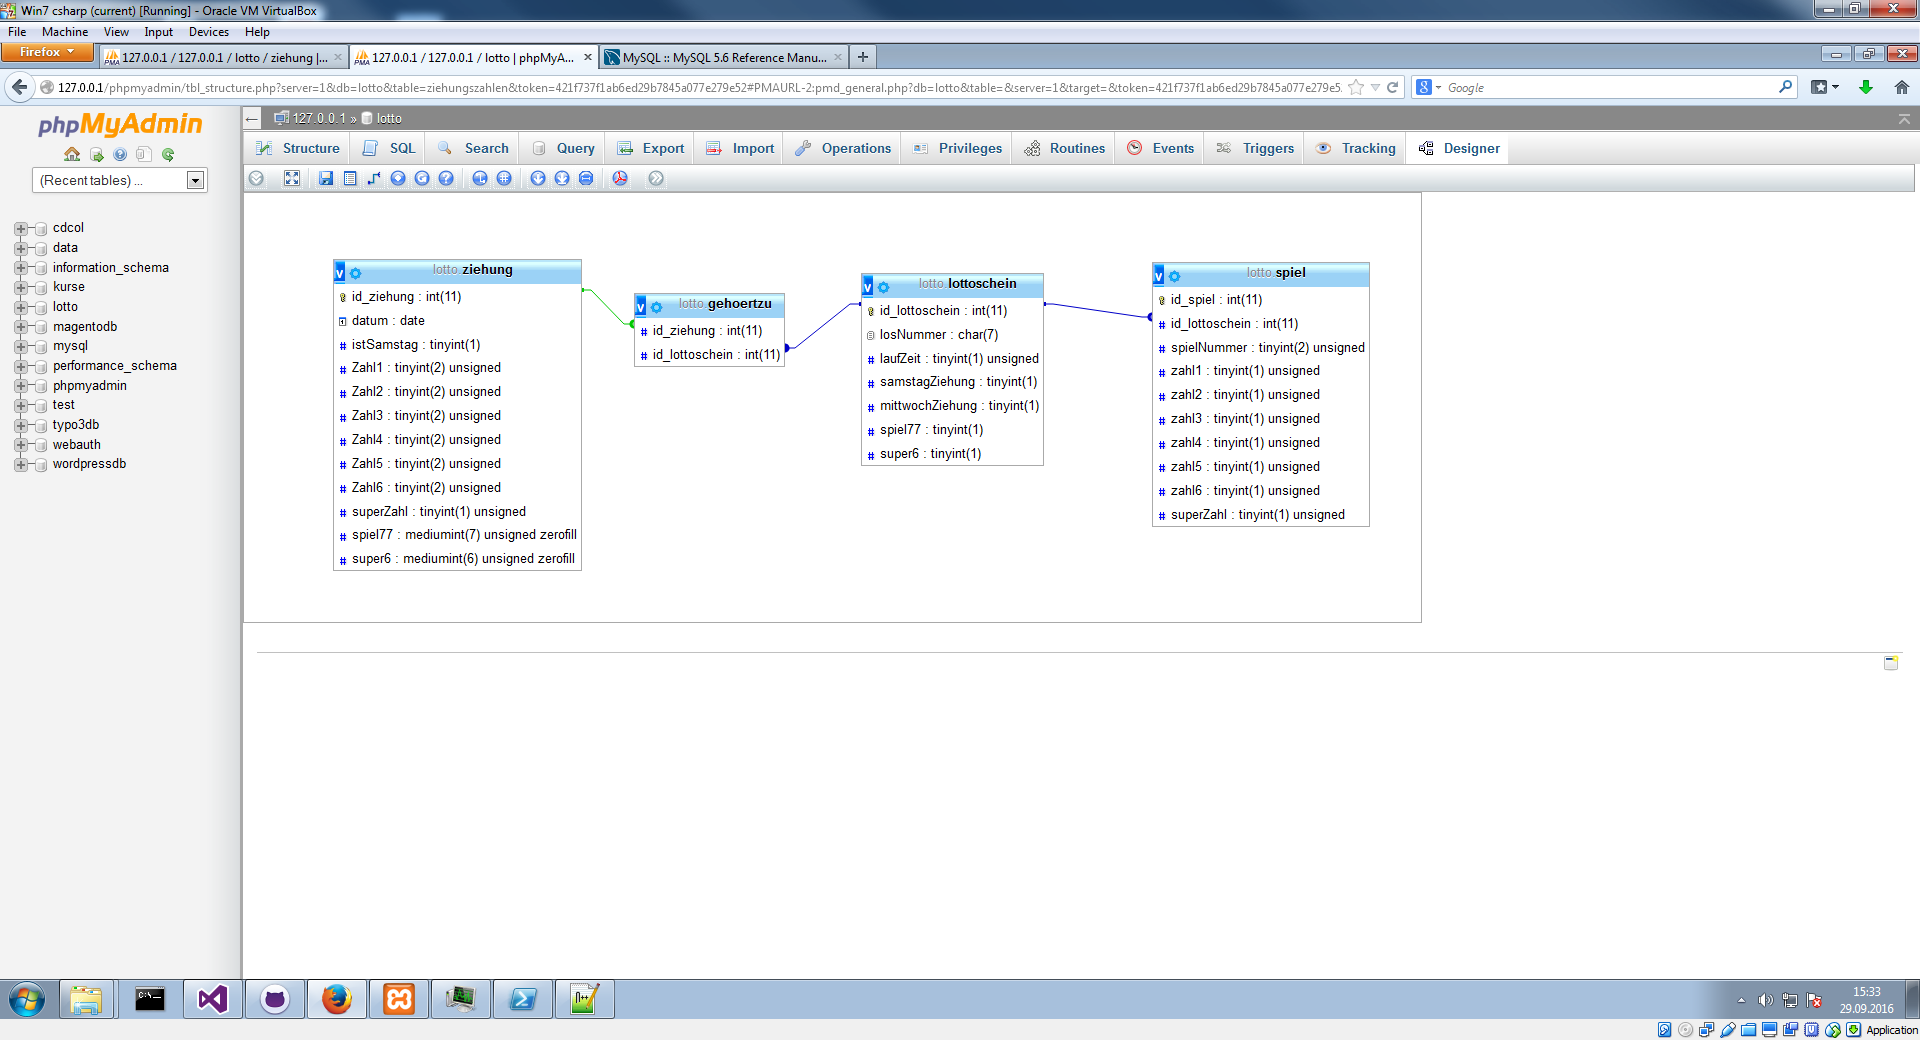 Win7 csharp (current) [Running] - Oracle VM VirtualBox
File Machine View Input Devices Help
Firefox
127.0.0.1 / 127.0.0.1 / lotto / ziehung |...
127.0.0.1 / 127.0.0.1 / lotto | phpMyA...
MySQL :: MySQL 5.6 Reference Manu...
127.0.0.1/phpmyadmin/tbl_structure.php?server=1&db=lotto&table=ziehungszahlen&token=421f737f1ab6ed29b7845a077e279e52#PMAURL-2:pmd_general.php?db=lotto&table=&server=1&target=&token=421f737f1ab6ed29b7845a077e279e5
Google
phpMyAdmin
(Recent tables) ...
cdcol
data
information_schema
kurse
lotto
magentodb
mysql
performance_schema
phpmyadmin
test
typo3db
webauth
wordpressdb
127.0.0.1 » lotto
Structure SQL Search Query Export Import Operations Privileges Routines Events Triggers Tracking Designer
lotto ziehung
id_ziehung : int(11)
datum : date
istSamstag : tinyint(1)
Zahl1 : tinyint(2) unsigned
Zahl2 : tinyint(2) unsigned
Zahl3 : tinyint(2) unsigned
Zahl4 : tinyint(2) unsigned
Zahl5 : tinyint(2) unsigned
Zahl6 : tinyint(2) unsigned
superZahl : tinyint(1) unsigned
spiel77 : mediumint(7) unsigned zerofill
super6 : mediumint(6) unsigned zerofill
lotto gehoertzu
id_ziehung : int(11)
id_lottoschein : int(11)
lotto lottoschein
id_lottoschein : int(11)
losNummer : char(7)
laufZeit : tinyint(1) unsigned
samstagZiehung : tinyint(1)
mittwochZiehung : tinyint(1)
spiel77 : tinyint(1)
super6 : tinyint(1)
lotto spiel
id_spiel : int(11)
id_lottoschein : int(11)
spielNummer : tinyint(2) unsigned
zahl1 : tinyint(1) unsigned
zahl2 : tinyint(1) unsigned
zahl3 : tinyint(1) unsigned
zahl4 : tinyint(1) unsigned
zahl5 : tinyint(1) unsigned
zahl6 : tinyint(1) unsigned
superZahl : tinyint(1) unsigned
15:33
29.09.2016
Application